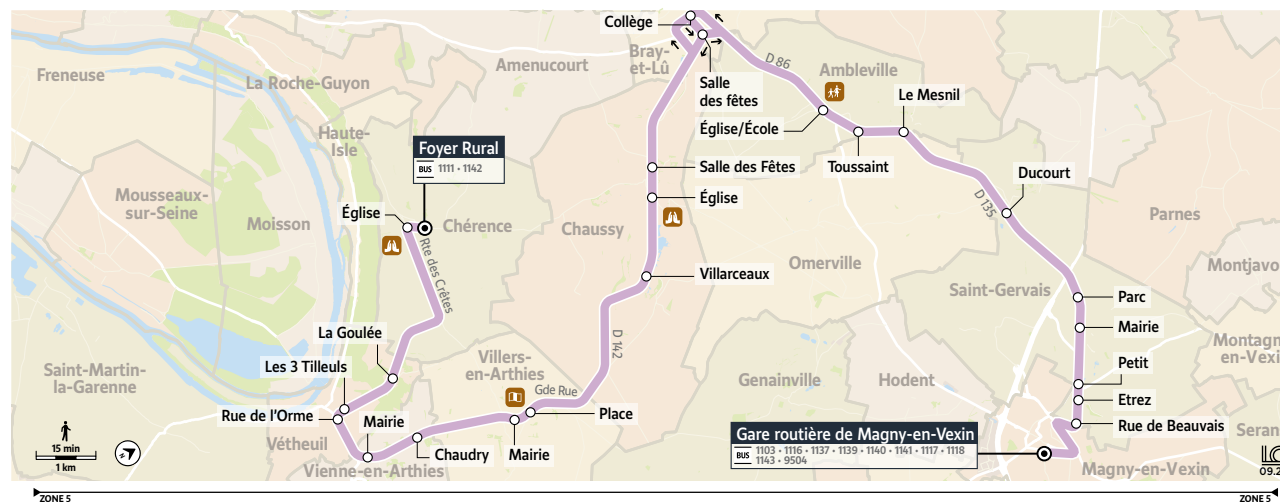 Collège
Bray-
et-Lû
Freneuse
La Roche-Guyon
Amenucourt
D 86
Ambleville
Salle
des fêtes
Le Mesnil
Haute-
Isle
Foyer Rural
BUS 1111 • 1142
Église/École
Toussaint
Salle des Fêtes
Ducourt
Mousseaux-
sur-Seine
Moisson
Église
Chérence
Chaussy
Église
D 135
Parnes
Rte des Crêtes
Villarceaux
Omerville
Saint-Gervais
Montjavo
Parc
La Goulée
D 142
Mairie
Montagn
en-Vexin
Saint-Martin-
la-Garenne
Les 3 Tilleuls
Villers-
en-Arthies
Genainville
Hodent
Petit
Gde Rue
Etrez
Rue de l'Orme
Mairie
Place
Rue de Beauvais
Seran
15 min
1 km
Vétheuil
Vienne-en-Arthies
Chaudry
Mairie
Gare routière de Magny-en-Vexin
BUS 1103 • 1116 • 1137 • 1139 • 1140 • 1141 • 1117 • 1118
1143 • 9504
Magny-en-Vexin
09.2
ZONE 5
ZONE 5